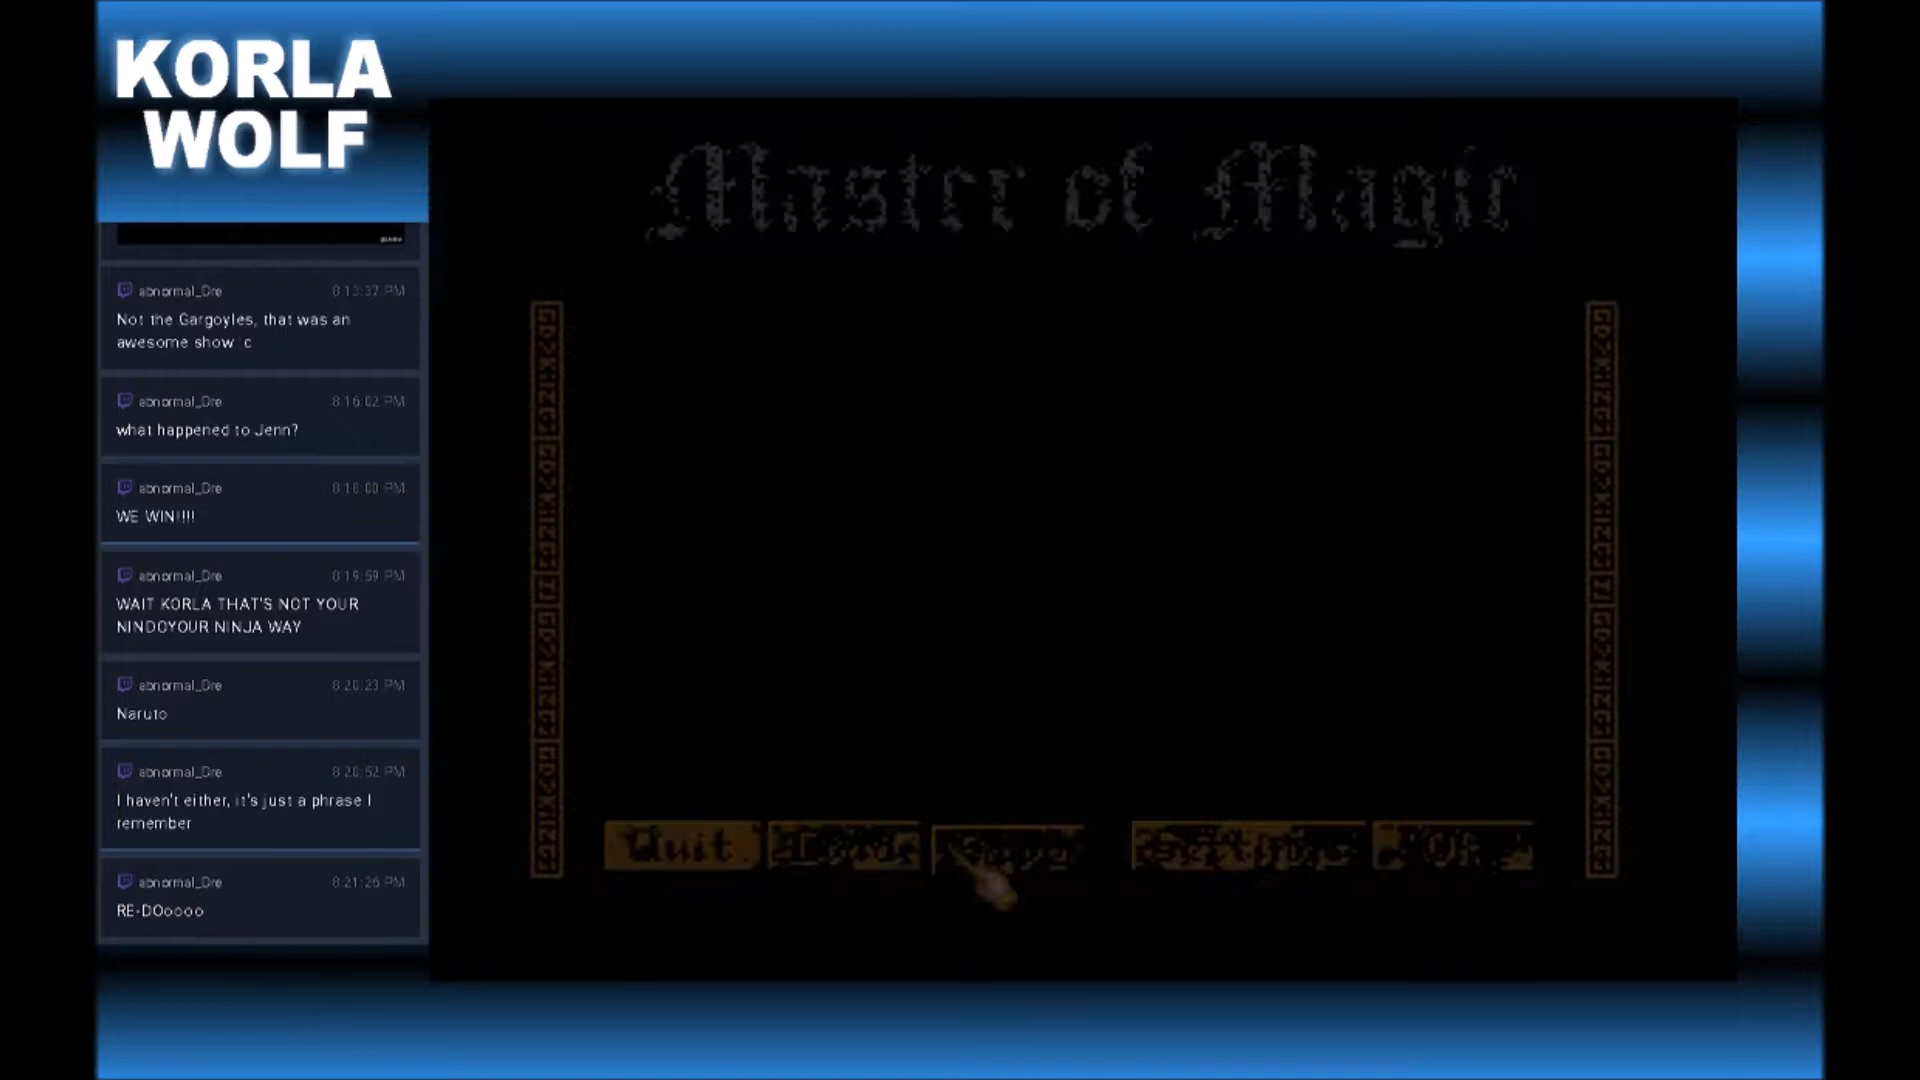 KORLA
WOLF
Master of Magic
abnormal_Dre 8:13:37 PM
Not the Gargoyles, that was an
awesome show :c
abnormal_Dre 8:16:02 PM
what happened to Jenn?
abnormal_Dre 8:18:00 PM
WE WIN!!!!
abnormal_Dre 8:19:59 PM
WAIT KORLA THAT'S NOT YOUR
NINDOYOUR NINJA WAY
abnormal_Dre 8:20:23 PM
Naruto
abnormal_Dre 8:20:52 PM
I haven't either, it's just a phrase I
remember
abnormal_Dre 8:21:26 PM
RE-DOoooo
Quit Load Save Settings